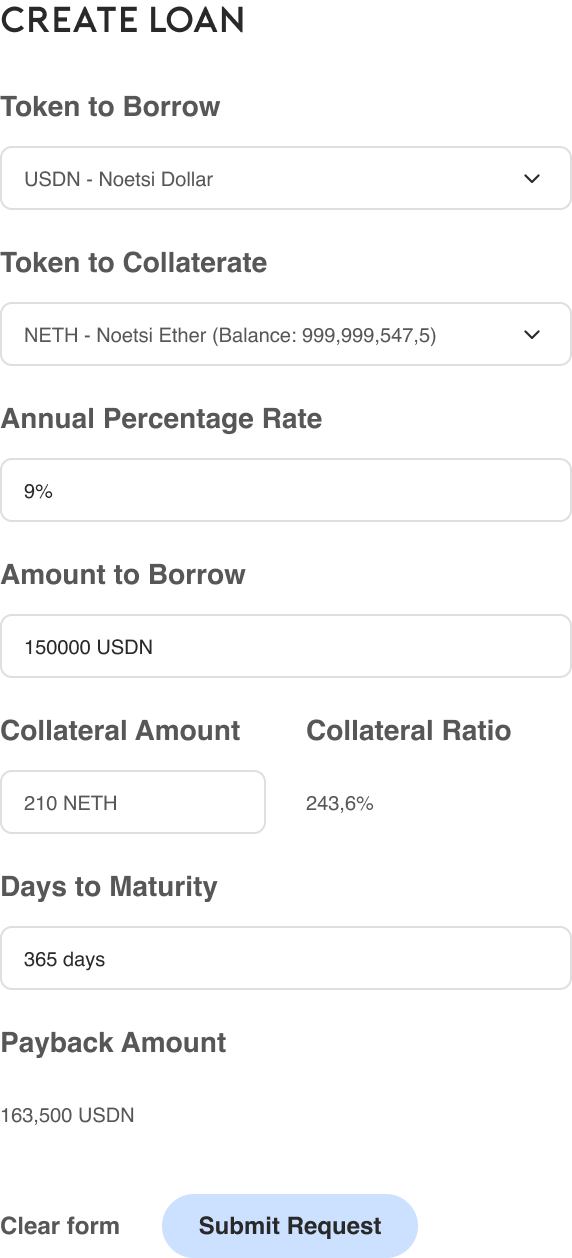 CREATE LOAN
Token to Borrow
USDN - Noetsi Dollar
Token to Collaterate
NETH - Noetsi Ether (Balance: 999,999,547,5)
Annual Percentage Rate
9%
Amount to Borrow
150000 USDN
Collateral Amount
Collateral Ratio
210 NETH
243,6%
Days to Maturity
365 days
Payback Amount
163,500 USDN
Clear form
Submit Request